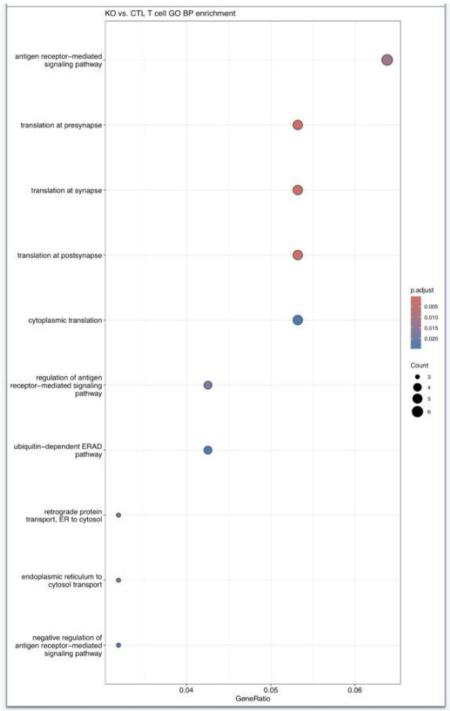 KO vs. CTL T cell GO BP enrichment
antigen receptor−mediated
signaling pathway
translation at presynapse
translation at synapse
translation at postsynapse
cytoplasmic translation
regulation of antigen
receptor−mediated signaling
pathway
ubiquitin−dependent ERAD
pathway
retrograde protein
transport, ER to cytosol
endoplasmic reticulum to
cytosol transport
negative regulation of
antigen receptor−mediated
signaling pathway
0.04 0.05 0.06
GeneRatio
p.adjust
0.005
0.010
0.015
0.020
Count
3
4
5
6